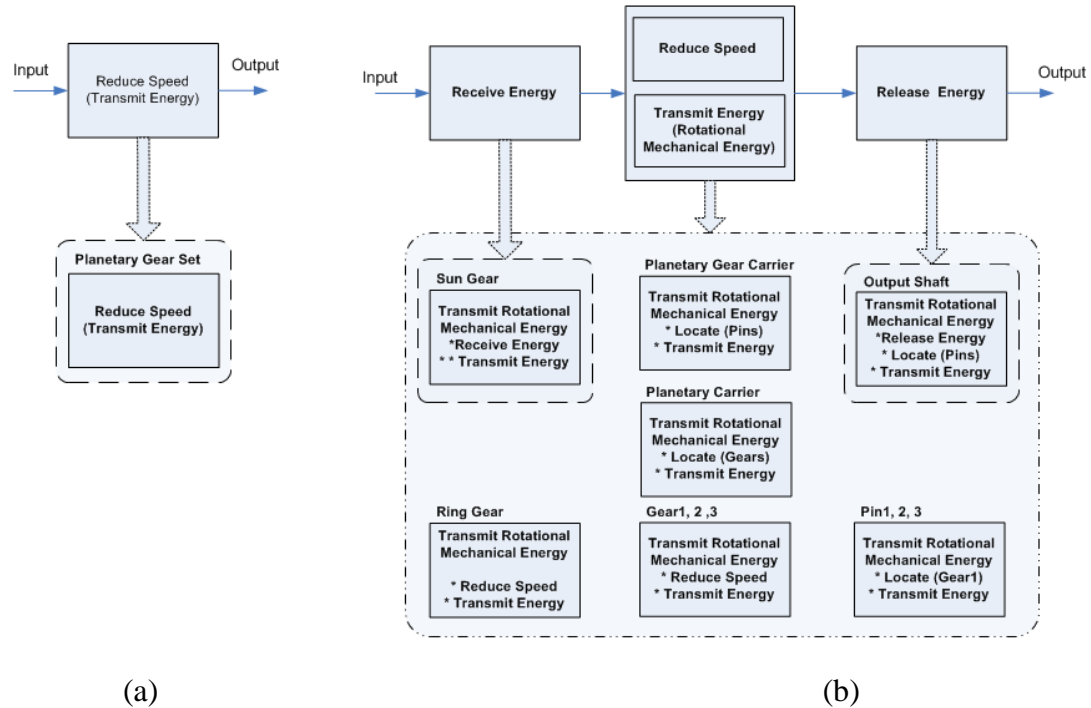 Input
Output
Reduce Speed
(Transmit Energy)
Planetary Gear Set
Reduce Speed
(Transmit Energy)
(a)
Input
Receive Energy
Reduce Speed
Transmit Energy
(Rotational
Mechanical Energy)
Release Energy
Output
Sun Gear
Transmit Rotational
Mechanical Energy
*Receive Energy
* * Transmit Energy
Planetary Gear Carrier
Transmit Rotational
Mechanical Energy
* Locate (Pins)
* Transmit Energy
Output Shaft
Transmit Rotational
Mechanical Energy
*Release Energy
* Locate (Pins)
* Transmit Energy
Planetary Carrier
Transmit Rotational
Mechanical Energy
* Locate (Gears)
* Transmit Energy
Ring Gear
Transmit Rotational
Mechanical Energy
* Reduce Speed
* Transmit Energy
Gear1, 2 ,3
Transmit Rotational
Mechanical Energy
* Reduce Speed
* Transmit Energy
Pin1, 2, 3
Transmit Rotational
Mechanical Energy
* Locate (Gear1)
* Transmit Energy
(b)